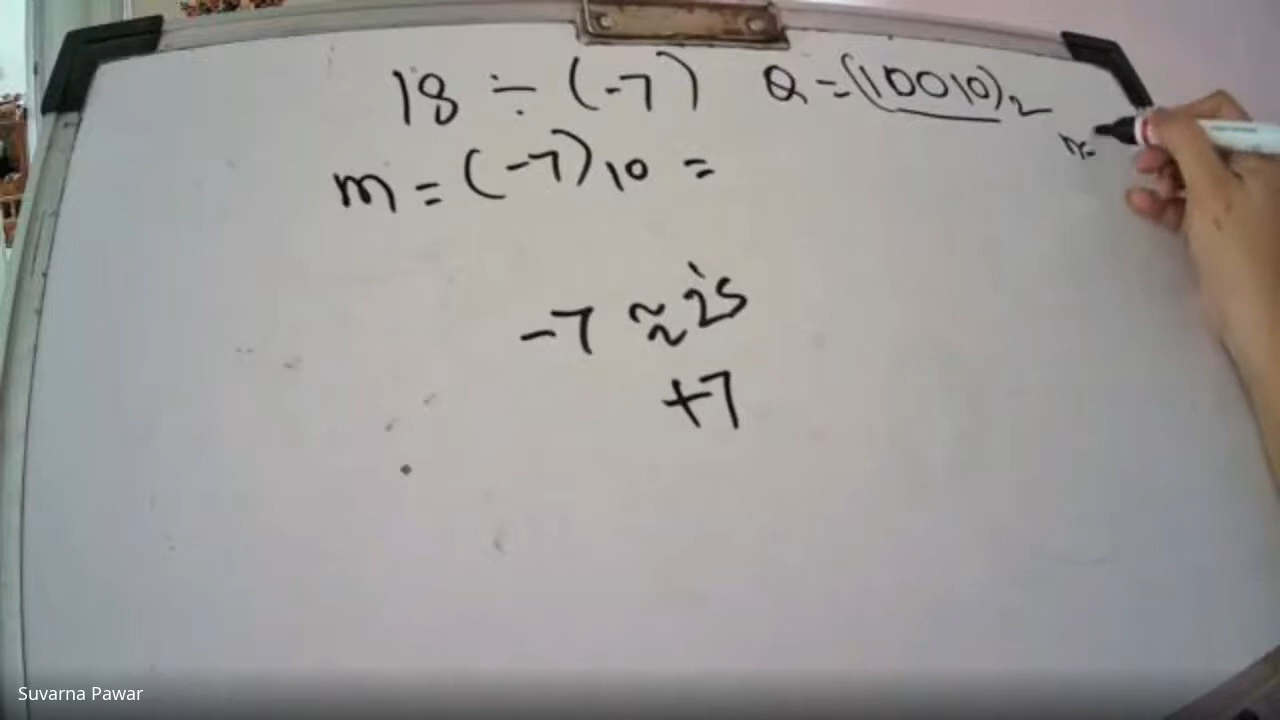 18 ÷ (-7) Q = (10010)₂
n=
m = (-7)10 =
-7 ≈ 2's
+7
Suvarna Pawar